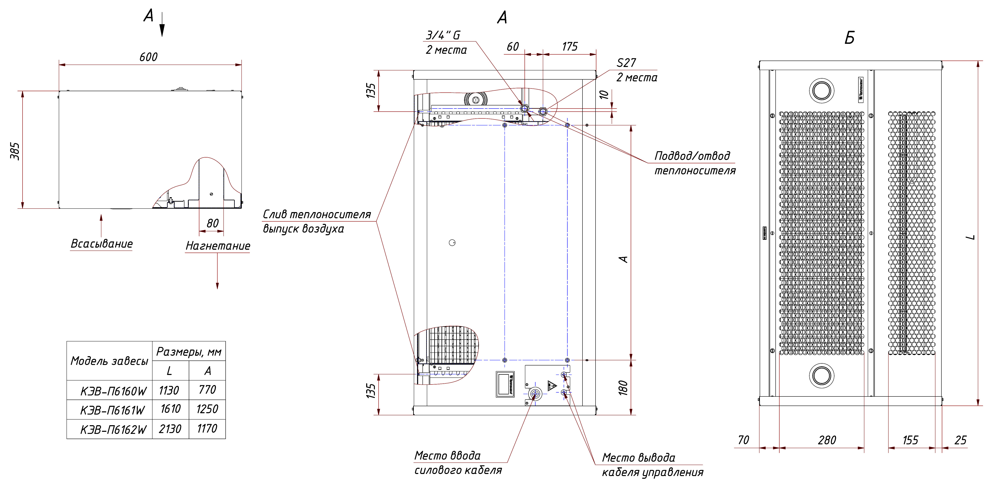 А
600
385
80
Всасывание
Нагнетание
А
3/4" G
2 места
60
175
S27
2 места
135
10
Подвод/отвод
теплоносителя
Слив теплоносителя
выпуск воздуха
А
135
180
Место ввода
силового кабеля
Место вывода
кабеля управления
Б
L
70
280
155
25
Модель завесы
Размеры, мм
L
А
КЭВ-П6160W
1130
770
КЭВ-П6161W
1610
1250
КЭВ-П6162W
2130
1170